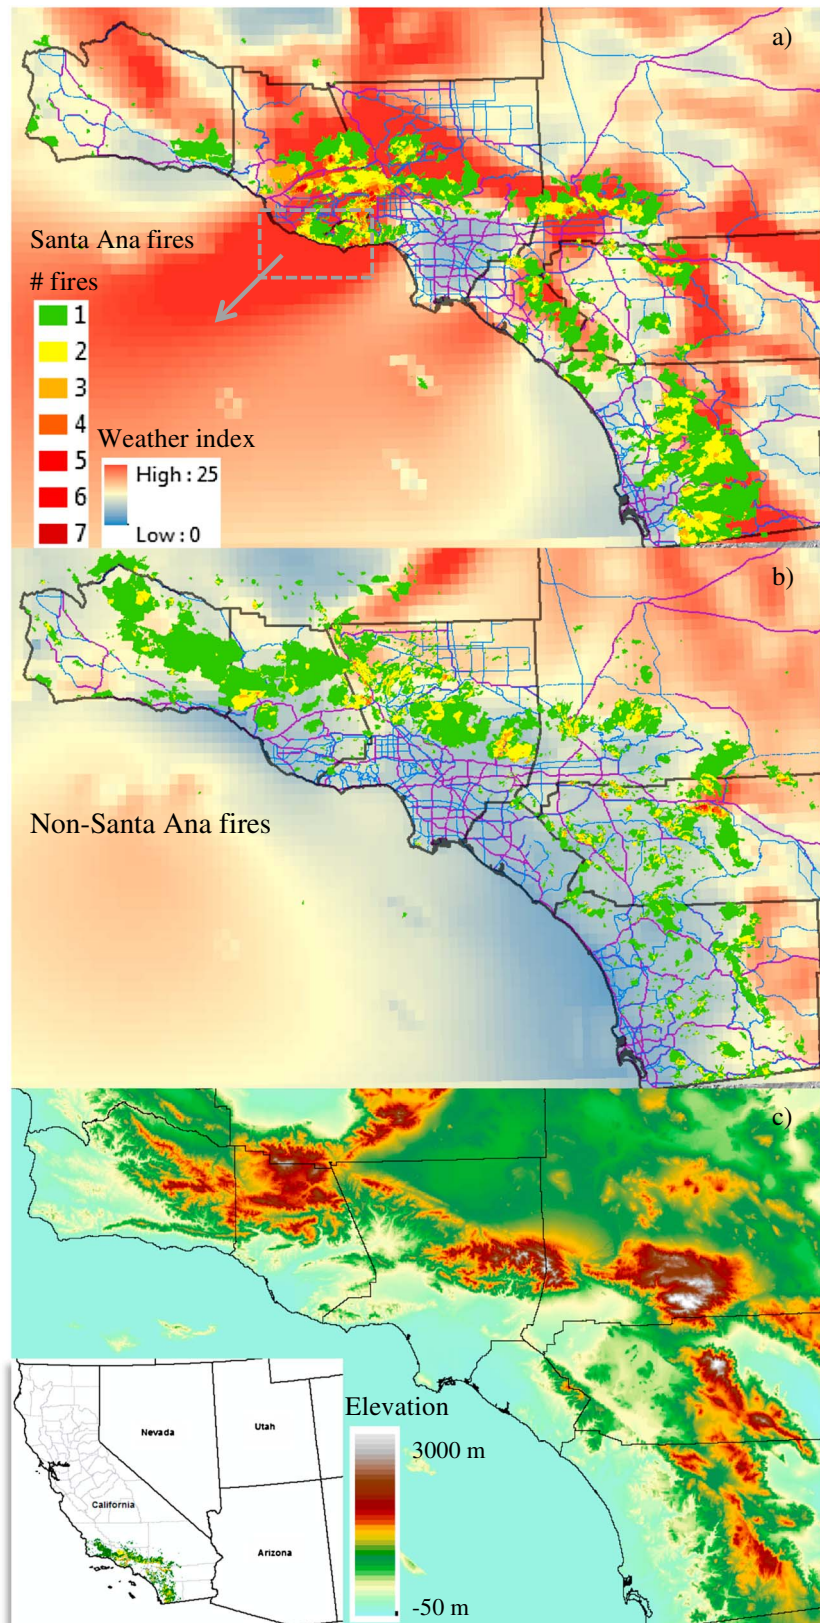 a)
Santa Ana fires
# fires
1
2
3
4
5
6
7
Weather index
High : 25
Low : 0
b)
Non-Santa Ana fires
c)
Nevada
Utah
California
Arizona
Elevation
3000 m
-50 m